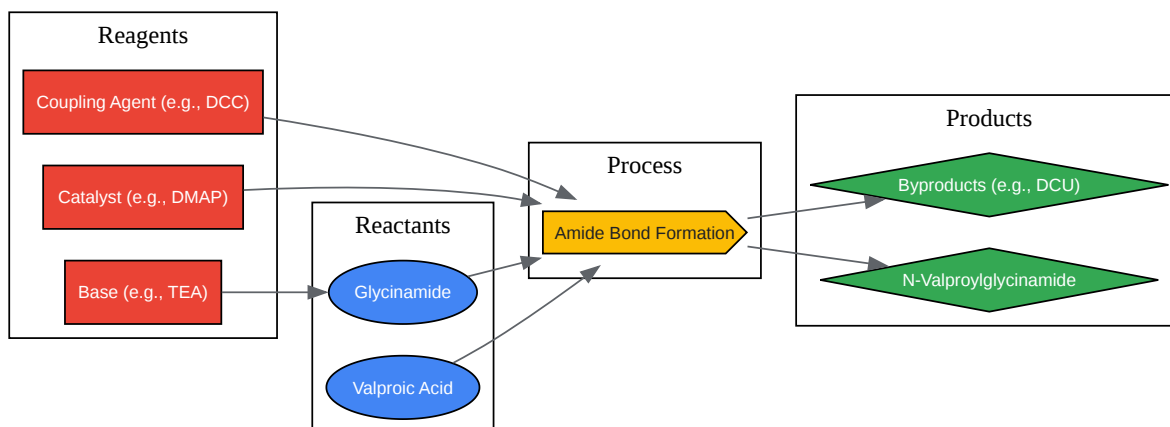 Reagents
Coupling Agent (e.g., DCC)
Catalyst (e.g., DMAP)
Base (e.g., TEA)
Reactants
Glycinamide
Valproic Acid
Process
Amide Bond Formation
Products
Byproducts (e.g., DCU)
N-Valproylglycinamide